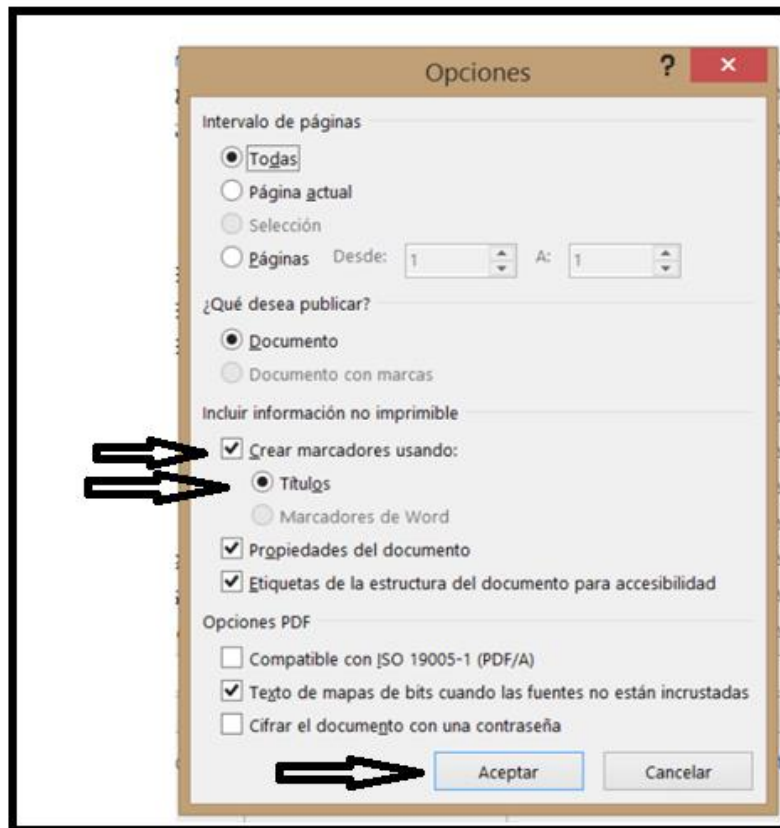 Opciones
?
Intervalo de páginas
Todas
Página actual
Selección
Páginas Desde: 1 A: 1
¿Qué desea publicar?
Documento
Documento con marcas
Incluir información no imprimible
Crear marcadores usando:
Títulos
Marcadores de Word
Propiedades del documento
Etiquetas de la estructura del documento para accesibilidad
Opciones PDF
Compatible con ISO 19005-1 (PDF/A)
Texto de mapas de bits cuando las fuentes no están incrustadas
Cifrar el documento con una contraseña
Aceptar Cancelar